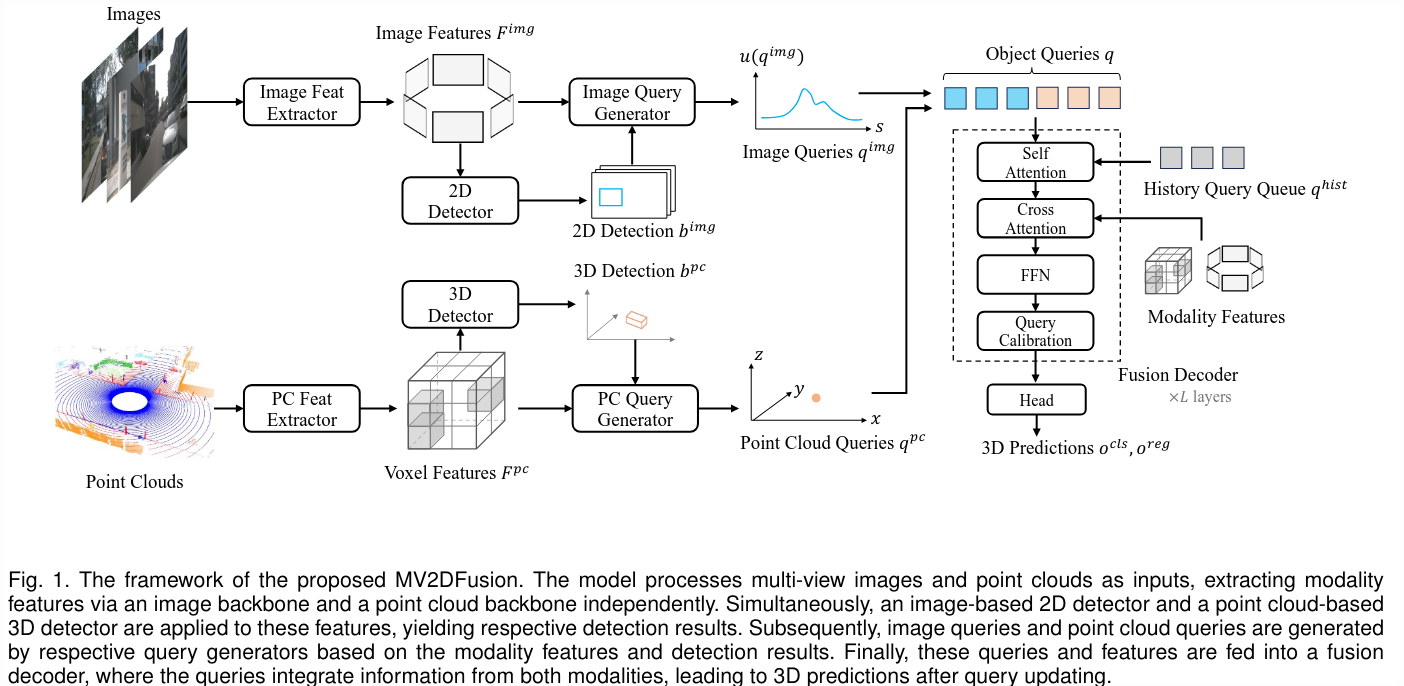 Images
Image Feat
Extractor
Image Features F^{img}
2D
Detector
Image Query
Generator
2D Detection b^{img}
u(q^{img})
s
Image Queries q^{img}
Point Clouds
PC Feat
Extractor
Voxel Features F^{pc}
3D
Detector
3D Detection b^{pc}
PC Query
Generator
z
y
x
Point Cloud Queries q^{pc}
Object Queries q
Self
Attention
History Query Queue q^{hist}
Cross
Attention
Modality Features
FFN
Query
Calibration
Fusion Decoder
×L layers
Head
3D Predictions o^{cls}, o^{reg}
Fig. 1. The framework of the proposed MV2DFusion. The model processes multi-view images and point clouds as inputs, extracting modality
features via an image backbone and a point cloud backbone independently. Simultaneously, an image-based 2D detector and a point cloud-based
3D detector are applied to these features, yielding respective detection results. Subsequently, image queries and point cloud queries are generated
by respective query generators based on the modality features and detection results. Finally, these queries and features are fed into a fusion
decoder, where the queries integrate information from both modalities, leading to 3D predictions after query updating.